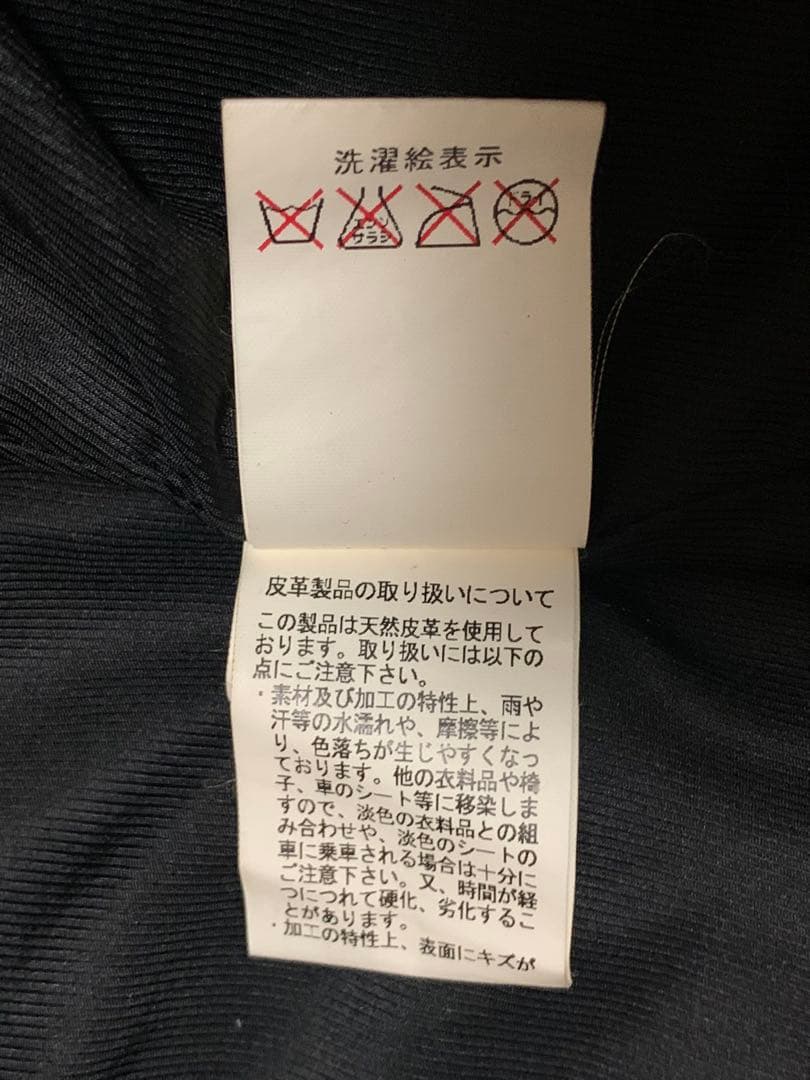 洗濯絵表示
エンソ
サラシ
ドライ
皮革製品の取り扱いについて
この製品は天然皮革を使用して
おります。取り扱いには以下の
点にご注意下さい。
・素材及び加工の特性上、雨や
汗等の水濡れや、摩擦等によ
り、色落ちが生じやすくなっ
ております。他の衣料品や椅
子、車のシート等に移染しま
すので、淡色の衣料品との組
み合わせや、淡色のシートの
車に乗車される場合は十分に
ご注意下さい。又、時間が経
つにつれて硬化、劣化するこ
とがあります。
・加工の特性上、表面にキズが